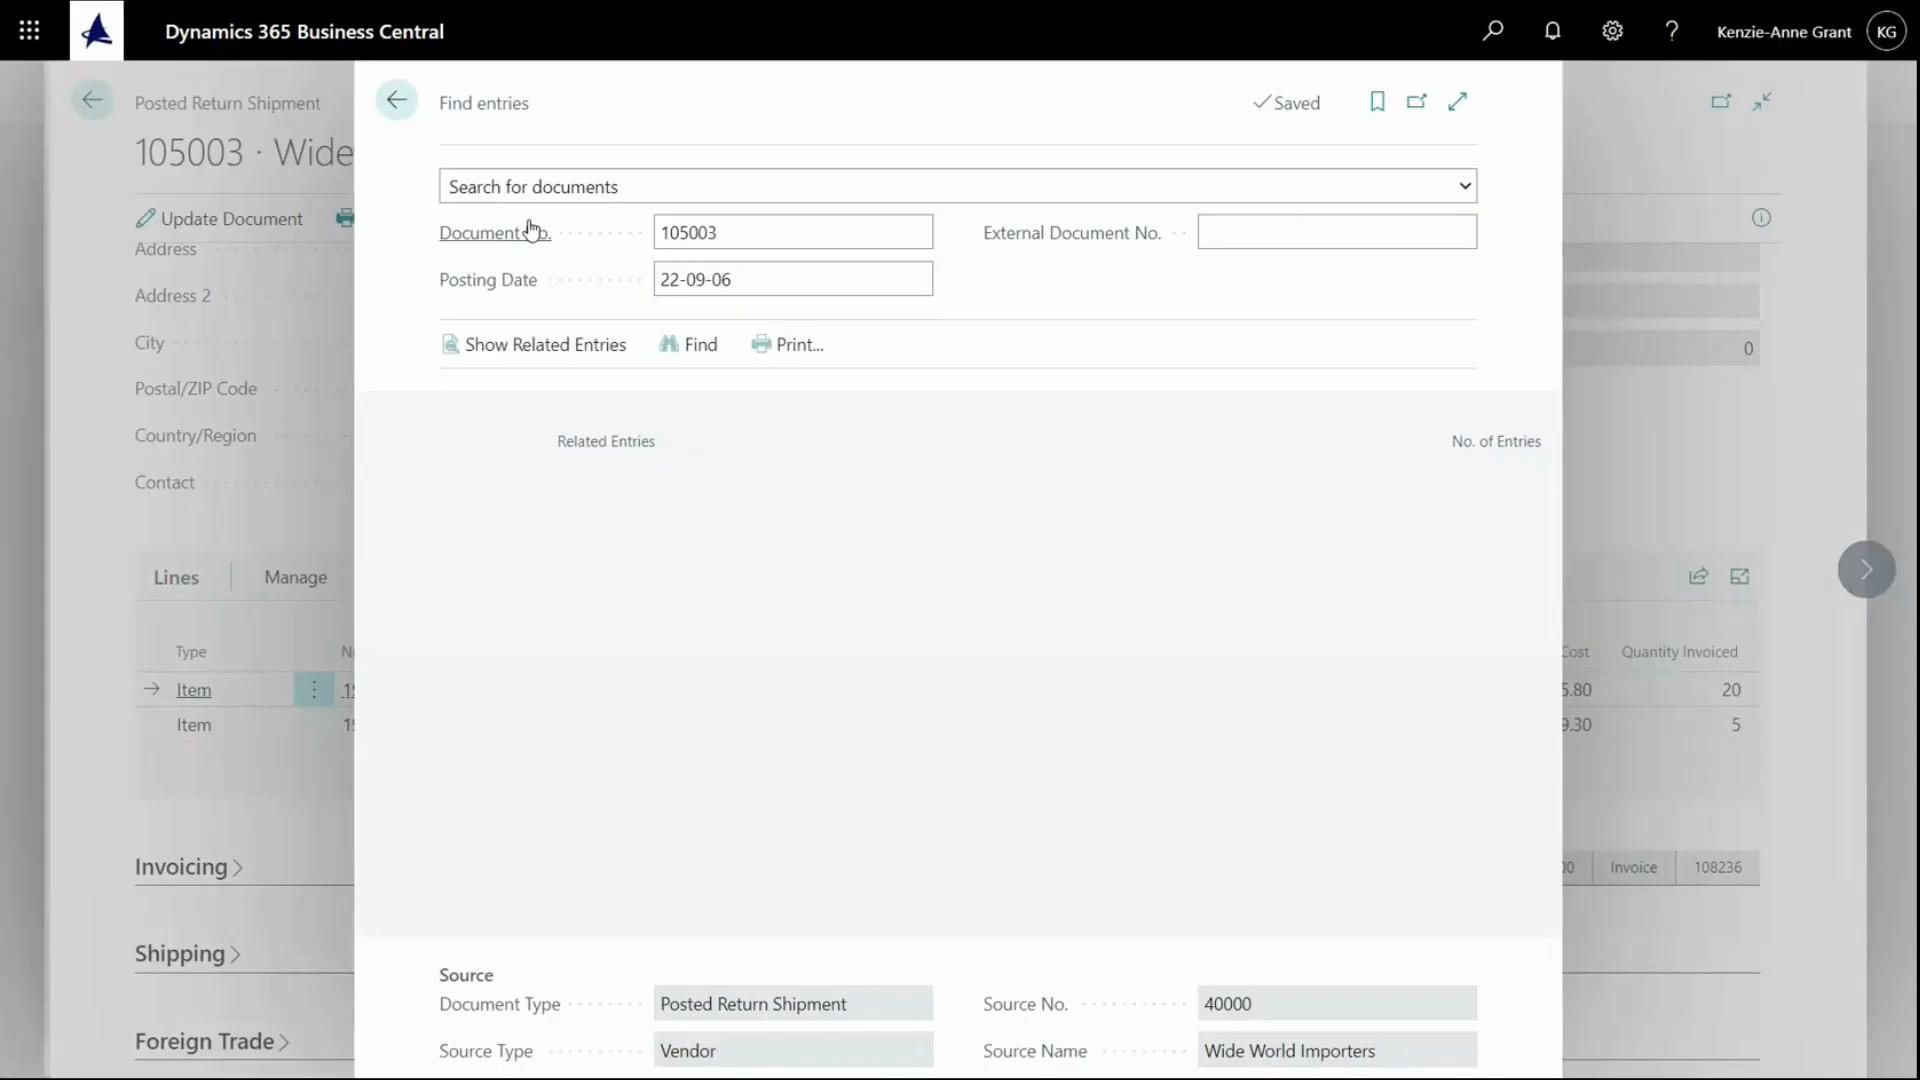 Dynamics 365 Business Central
Kenzie-Anne Grant
KG
Posted Return Shipment
105003 · Wide
Update Document
Address
Address 2
City
Postal/ZIP Code
Country/Region
Contact
Find entries
Saved
Search for documents
Document No.
105003
External Document No.
Posting Date
22-09-06
Show Related Entries
Find
Print...
Related Entries
No. of Entries
0
Lines
Manage
Type
Quantity Invoiced
Item
5.80
20
Item
9.30
5
Invoicing
Invoice
108236
Shipping
Foreign Trade
Source
Document Type
Posted Return Shipment
Source No.
40000
Source Type
Vendor
Source Name
Wide World Importers